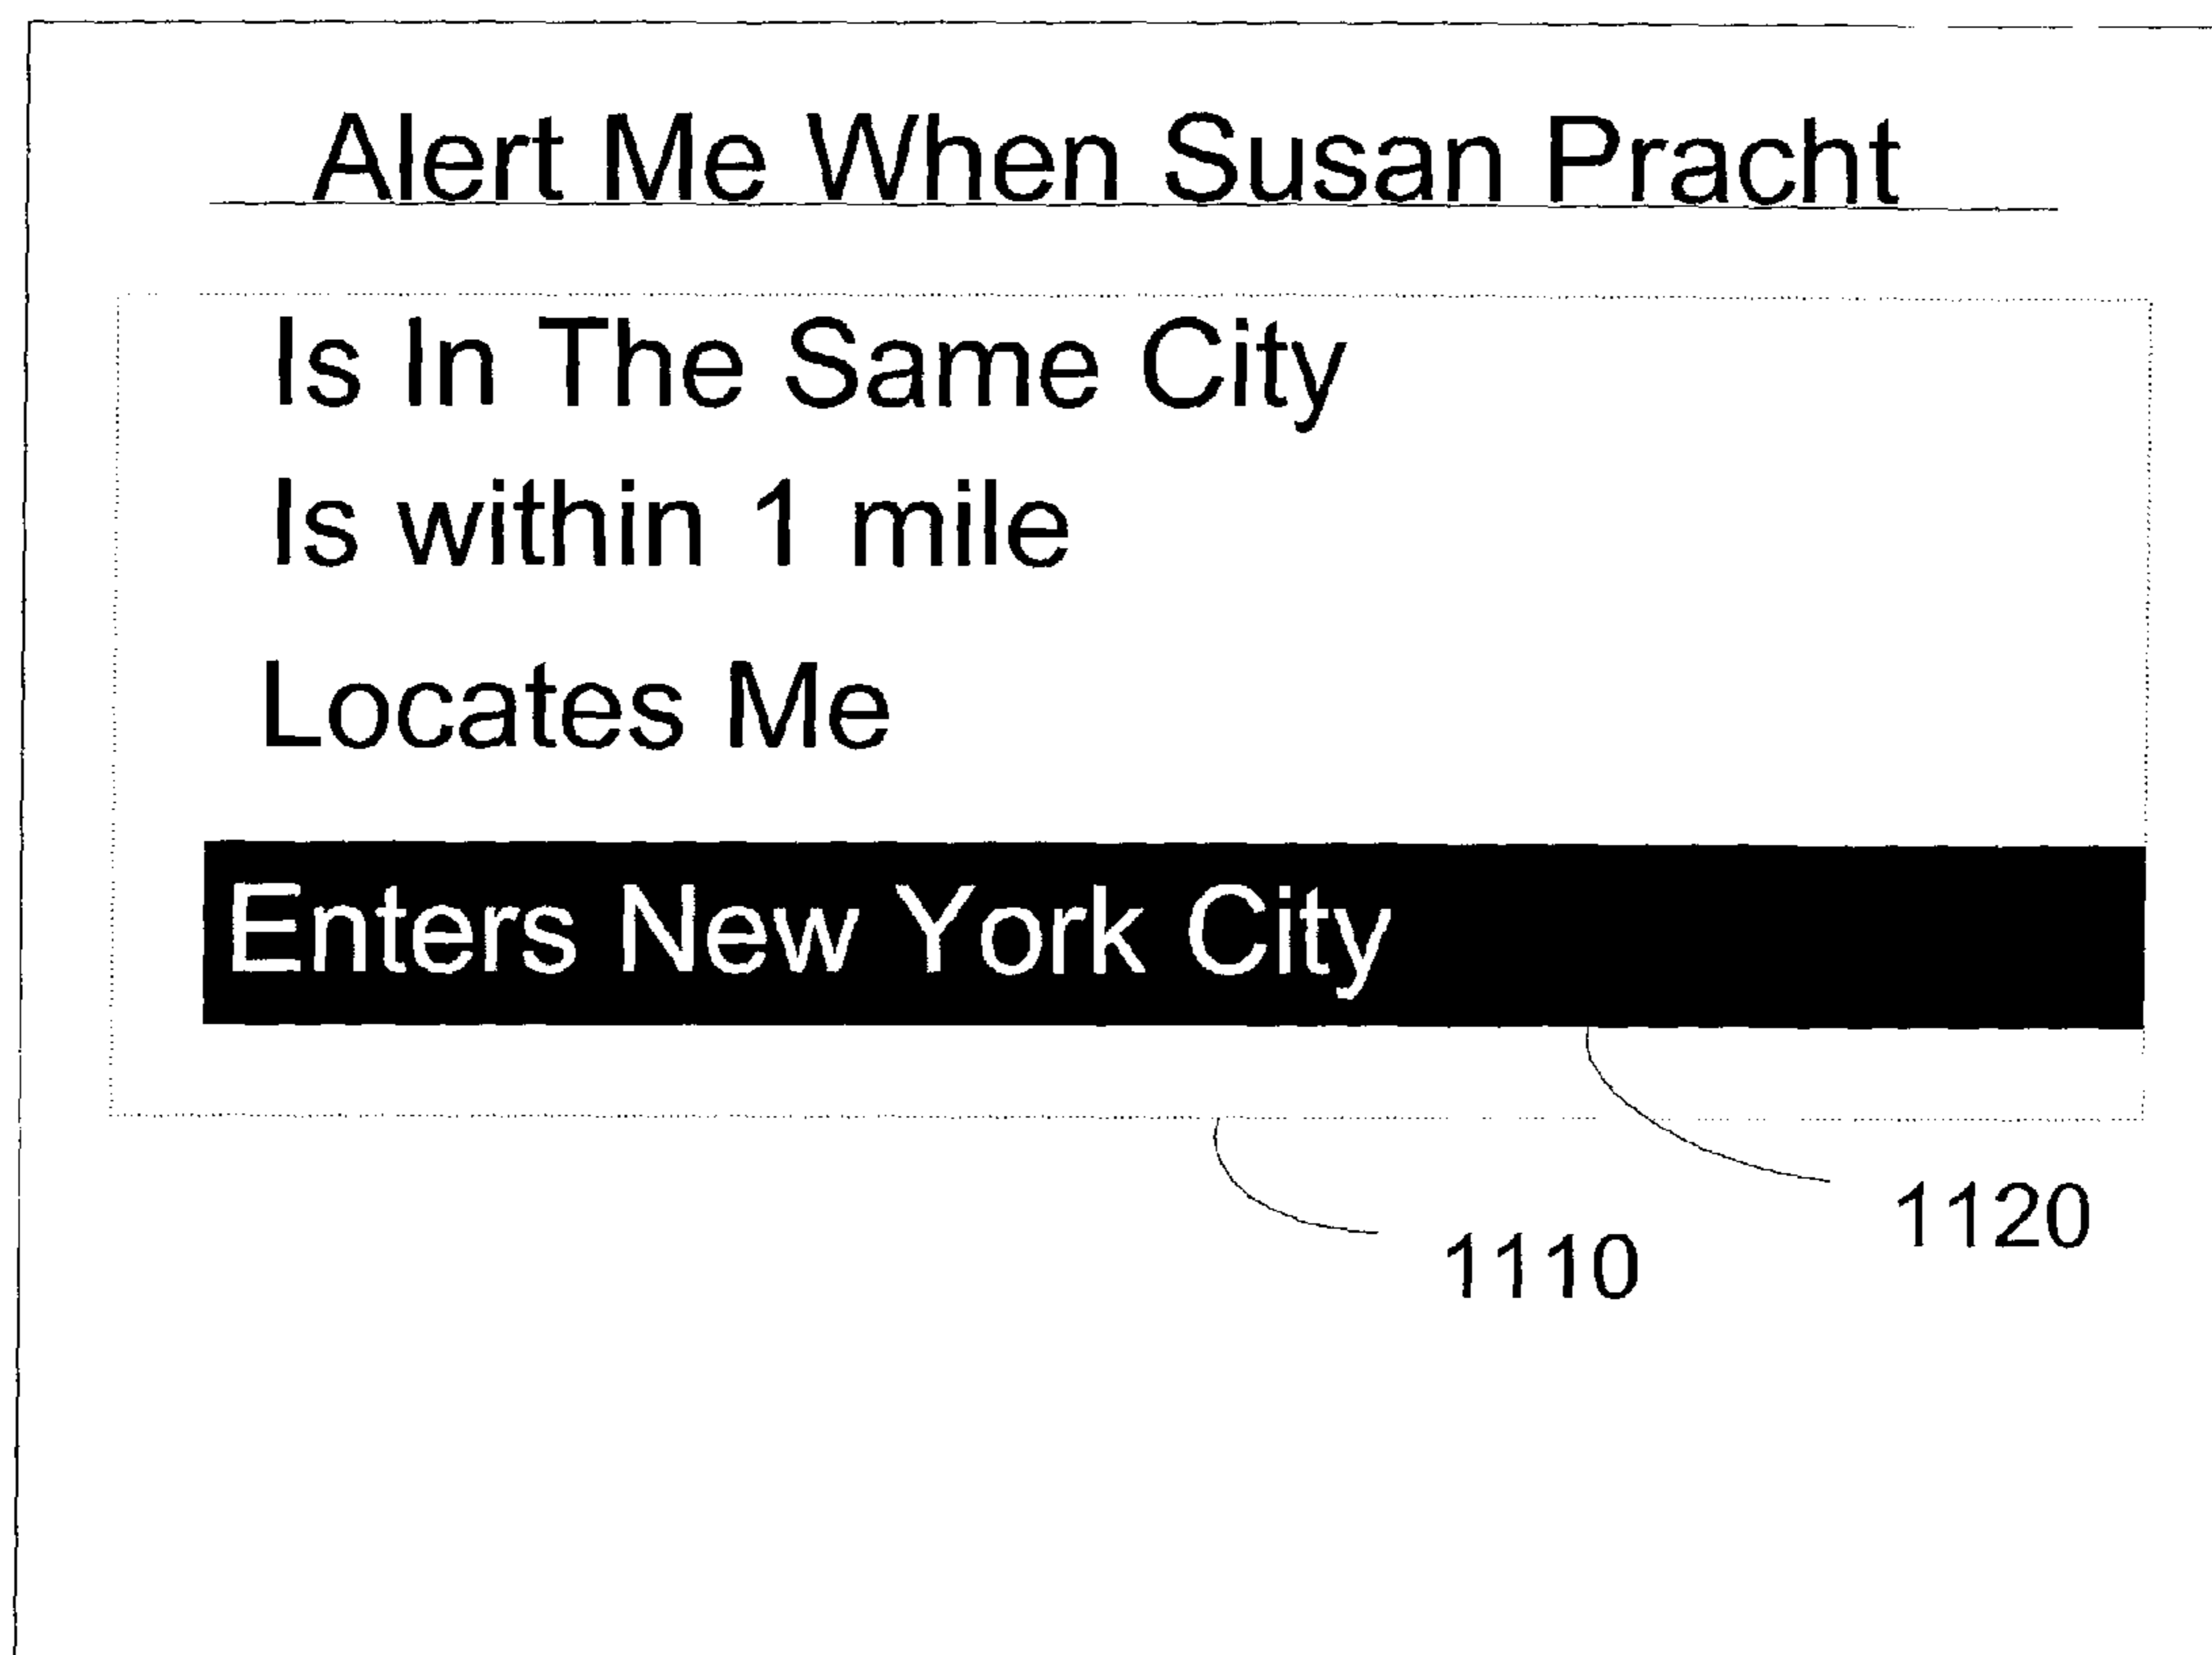 Alert Me When Susan Pracht
Is In The Same City
Is within 1 mile
Locates Me
Enters New York City
1120
1110